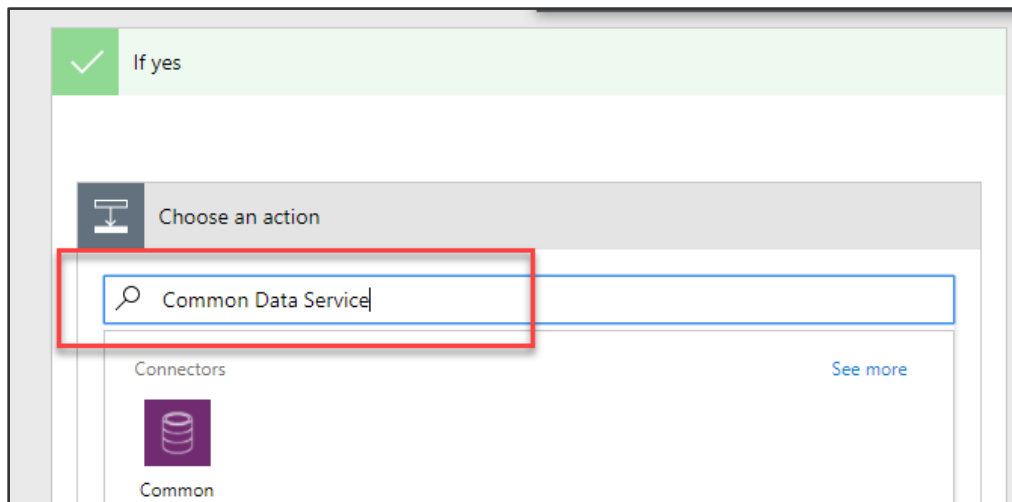 If yes
Choose an action
Common Data Service
Connectors See more
Common